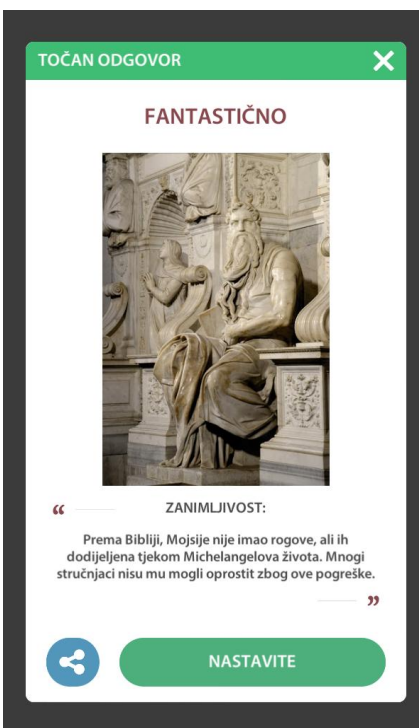 TOČAN ODGOVOR
FANTASTIČNO
“ ZANIMLJIVOST:
Prema Bibliji, Mojsije nije imao rogove, ali ih
dodijeljena tjekom Michelangelova života. Mnogi
stručnjaci nisu mu mogli oprostit zbog ove pogreške.
”
NASTAVITE